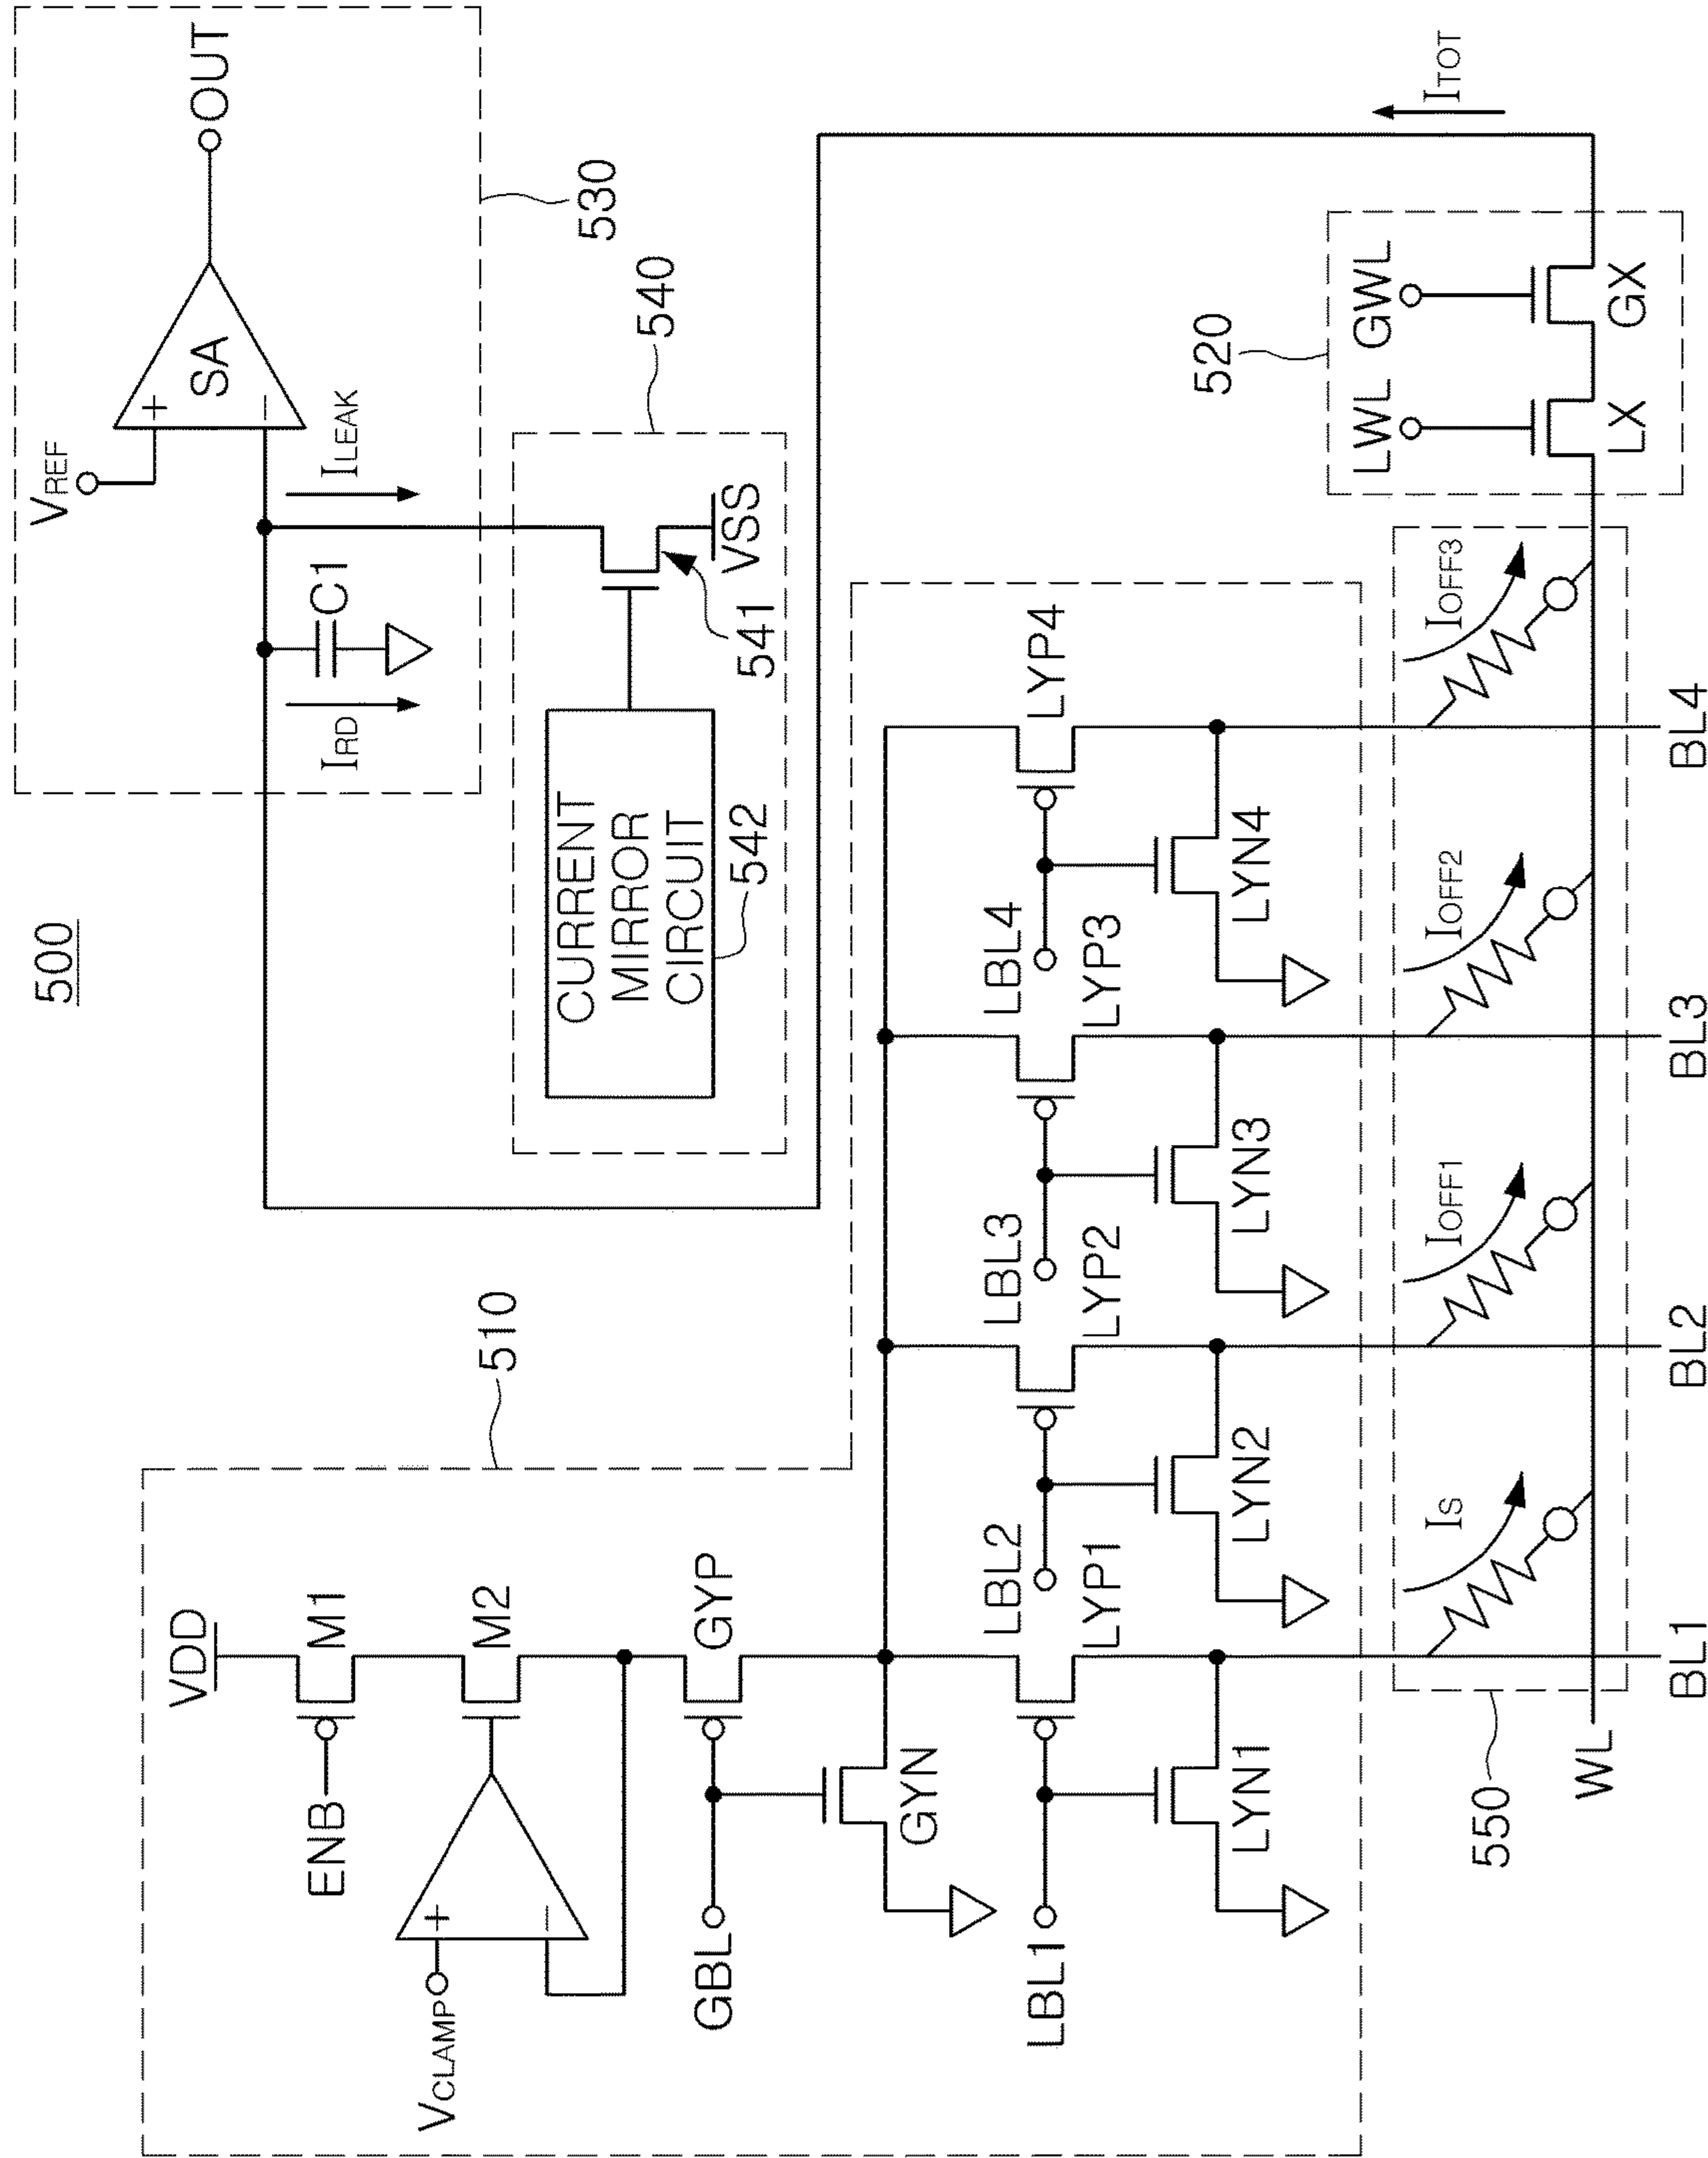 500
VDD
ENB
M1
VCLAMP
+
−
M2
GBL
GYP
GYN
510
LBL1
LYP1
LYN1
LBL2
LYP2
LYN2
LBL3
LYP3
LYN3
LBL4
LYP4
LYN4
IS
IOFF1
IOFF2
IOFF3
550
WL
BL1
BL2
BL3
BL4
VREF
+
−
SA
OUT
530
IRD
C1
ILEAK
540
CURRENT
MIRROR
CIRCUIT
542
541
VSS
520
LWL
GWL
LX
GX
ITOT